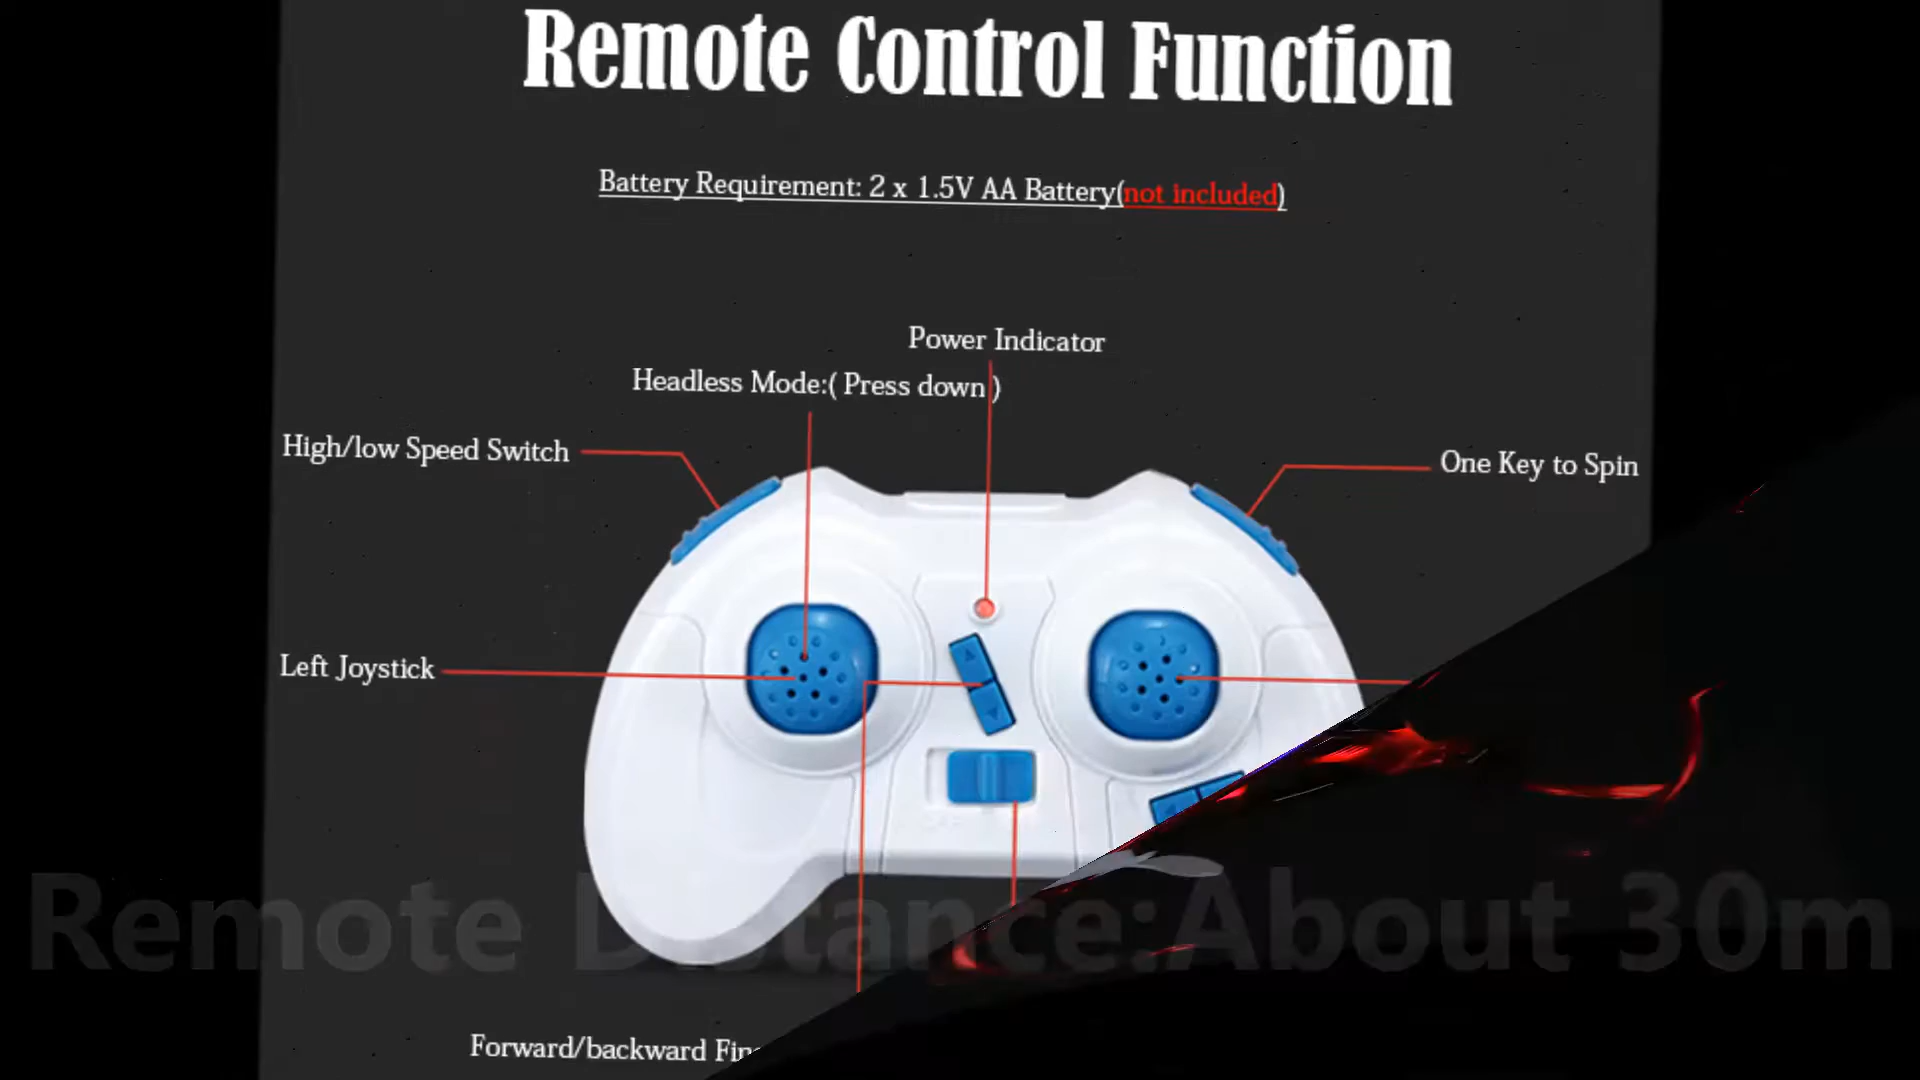 Remote Control Function
Battery Requirement: 2 x 1.5V AA Battery(not included)
Power Indicator
Headless Mode:( Press down )
High/low Speed Switch
One Key to Spin
Left Joystick
Remote Distance:About 30m
Forward/backward